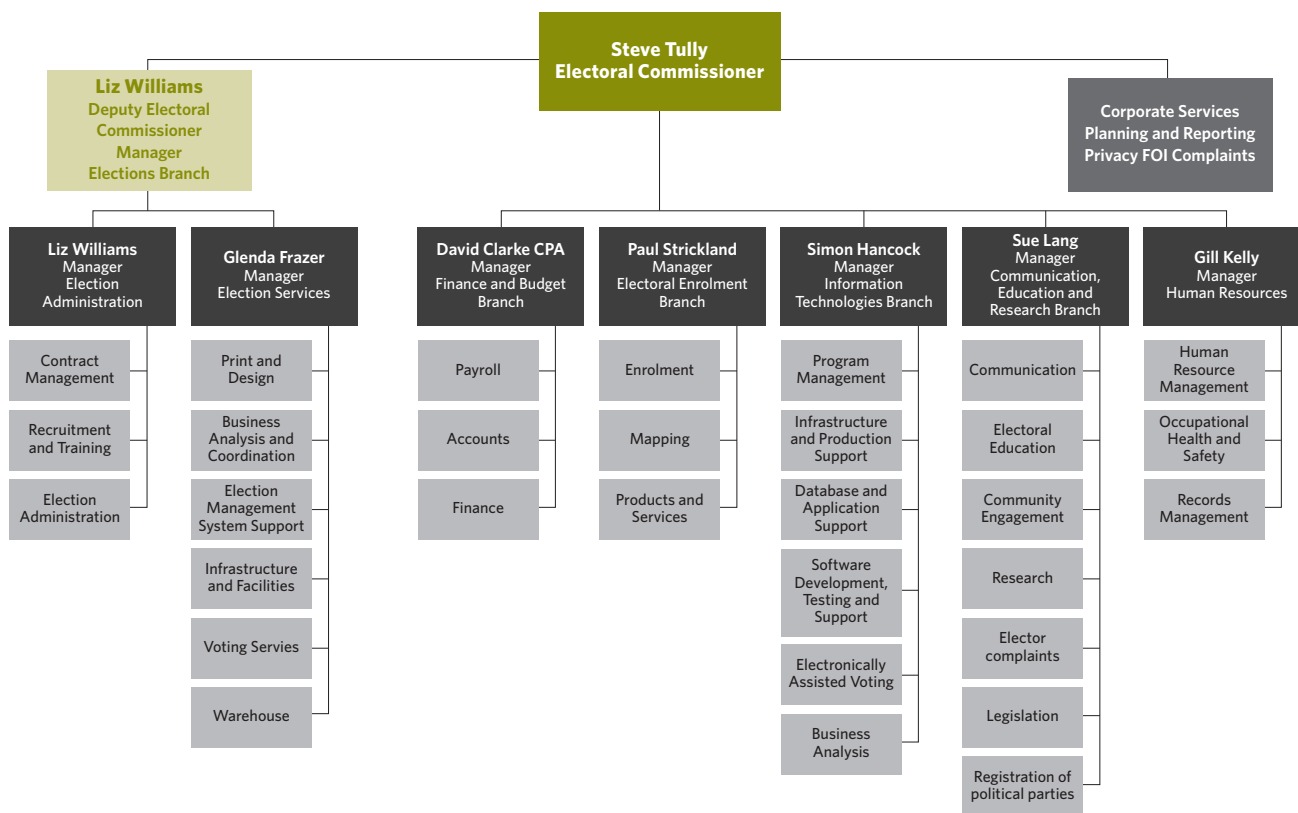 Steve Tully
Electoral Commissioner
Liz Williams
Deputy Electoral
Commissioner
Manager
Elections Branch
Corporate Services
Planning and Reporting
Privacy FOI Complaints
Liz Williams
Manager
Election
Administration
Contract
Management
Recruitment
and Training
Election
Administration
Glenda Frazer
Manager
Election Services
Print and
Design
Business
Analysis and
Coordination
Election
Management
System Support
Infrastructure
and Facilities
Voting Servies
Warehouse
David Clarke CPA
Manager
Finance and Budget
Branch
Payroll
Accounts
Finance
Paul Strickland
Manager
Electoral Enrolment
Branch
Enrolment
Mapping
Products and
Services
Simon Hancock
Manager
Information
Technologies Branch
Program
Management
Infrastructure
and Production
Support
Database and
Application
Support
Software
Development,
Testing and
Support
Electronically
Assisted Voting
Business
Analysis
Sue Lang
Manager
Communication,
Education and
Research Branch
Communication
Electoral
Education
Community
Engagement
Research
Elector
complaints
Legislation
Registration of
political parties
Gill Kelly
Manager
Human Resources
Human
Resource
Management
Occupational
Health and
Safety
Records
Management